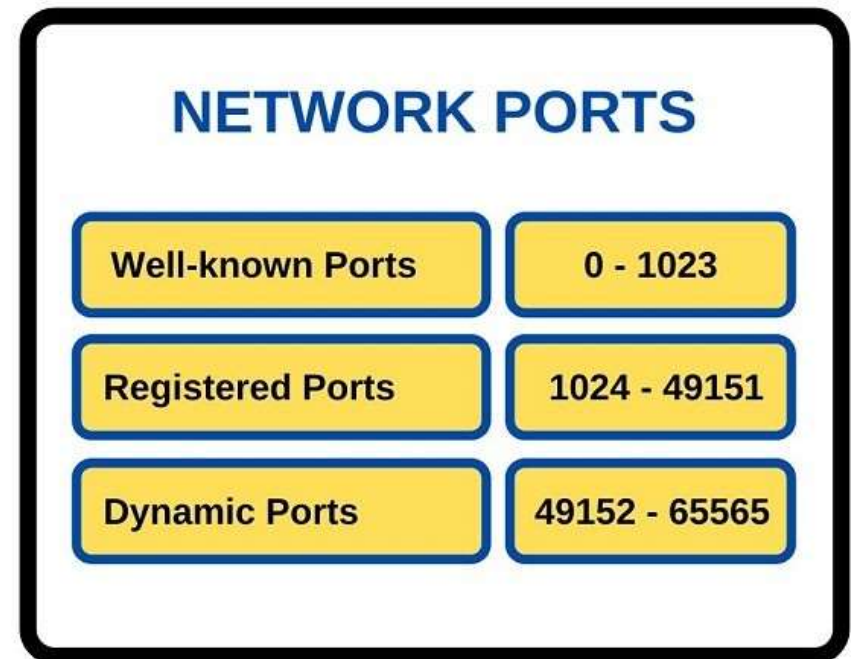 NETWORK PORTS
Well-known Ports 0 - 1023
Registered Ports 1024 - 49151
Dynamic Ports 49152 - 65565